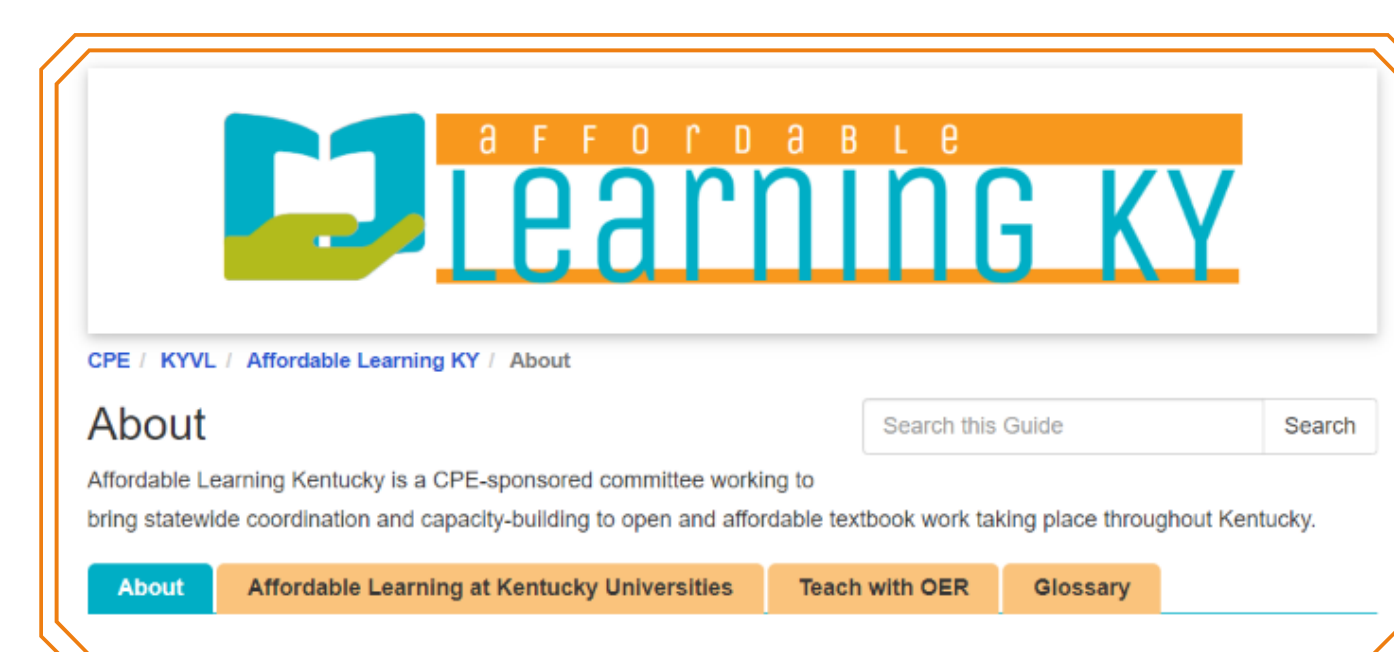 aFFOrDaBLe
LearninG KY
CPE / KYVL / Affordable Learning KY / About
About
Search this Guide Search
Affordable Learning Kentucky is a CPE-sponsored committee working to
bring statewide coordination and capacity-building to open and affordable textbook work taking place throughout Kentucky.
About Affordable Learning at Kentucky Universities Teach with OER Glossary